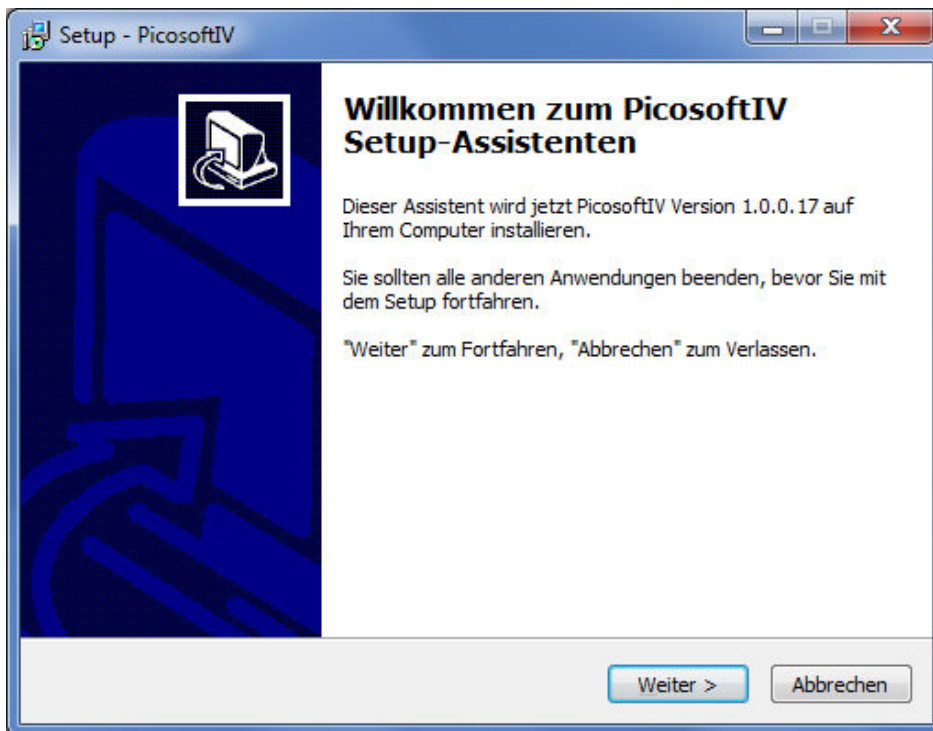 Setup - PicosoftIV
Willkommen zum PicosoftIV
Setup-Assistenten
Dieser Assistent wird jetzt PicosoftIV Version 1.0.0.17 auf
Ihrem Computer installieren.
Sie sollten alle anderen Anwendungen beenden, bevor Sie mit
dem Setup fortfahren.
"Weiter" zum Fortfahren, "Abbrechen" zum Verlassen.
Weiter >
Abbrechen